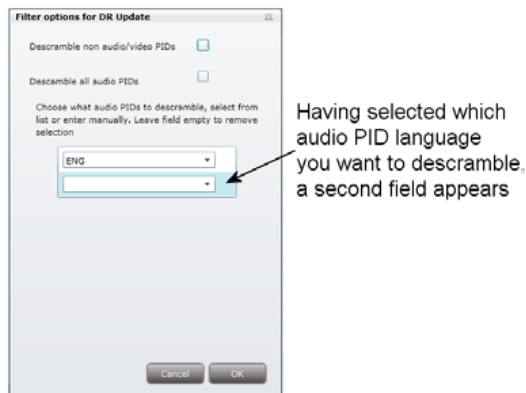 Filter options for DR Update
Descramble non audio/video PIDs
Descamble all audio PIDs
Choose what audio PIDs to descramble, select from
list or enter manually. Leave field empty to remove
selection
ENG
Cancel
OK
Having selected which
audio PID language
you want to descramble,
a second field appears